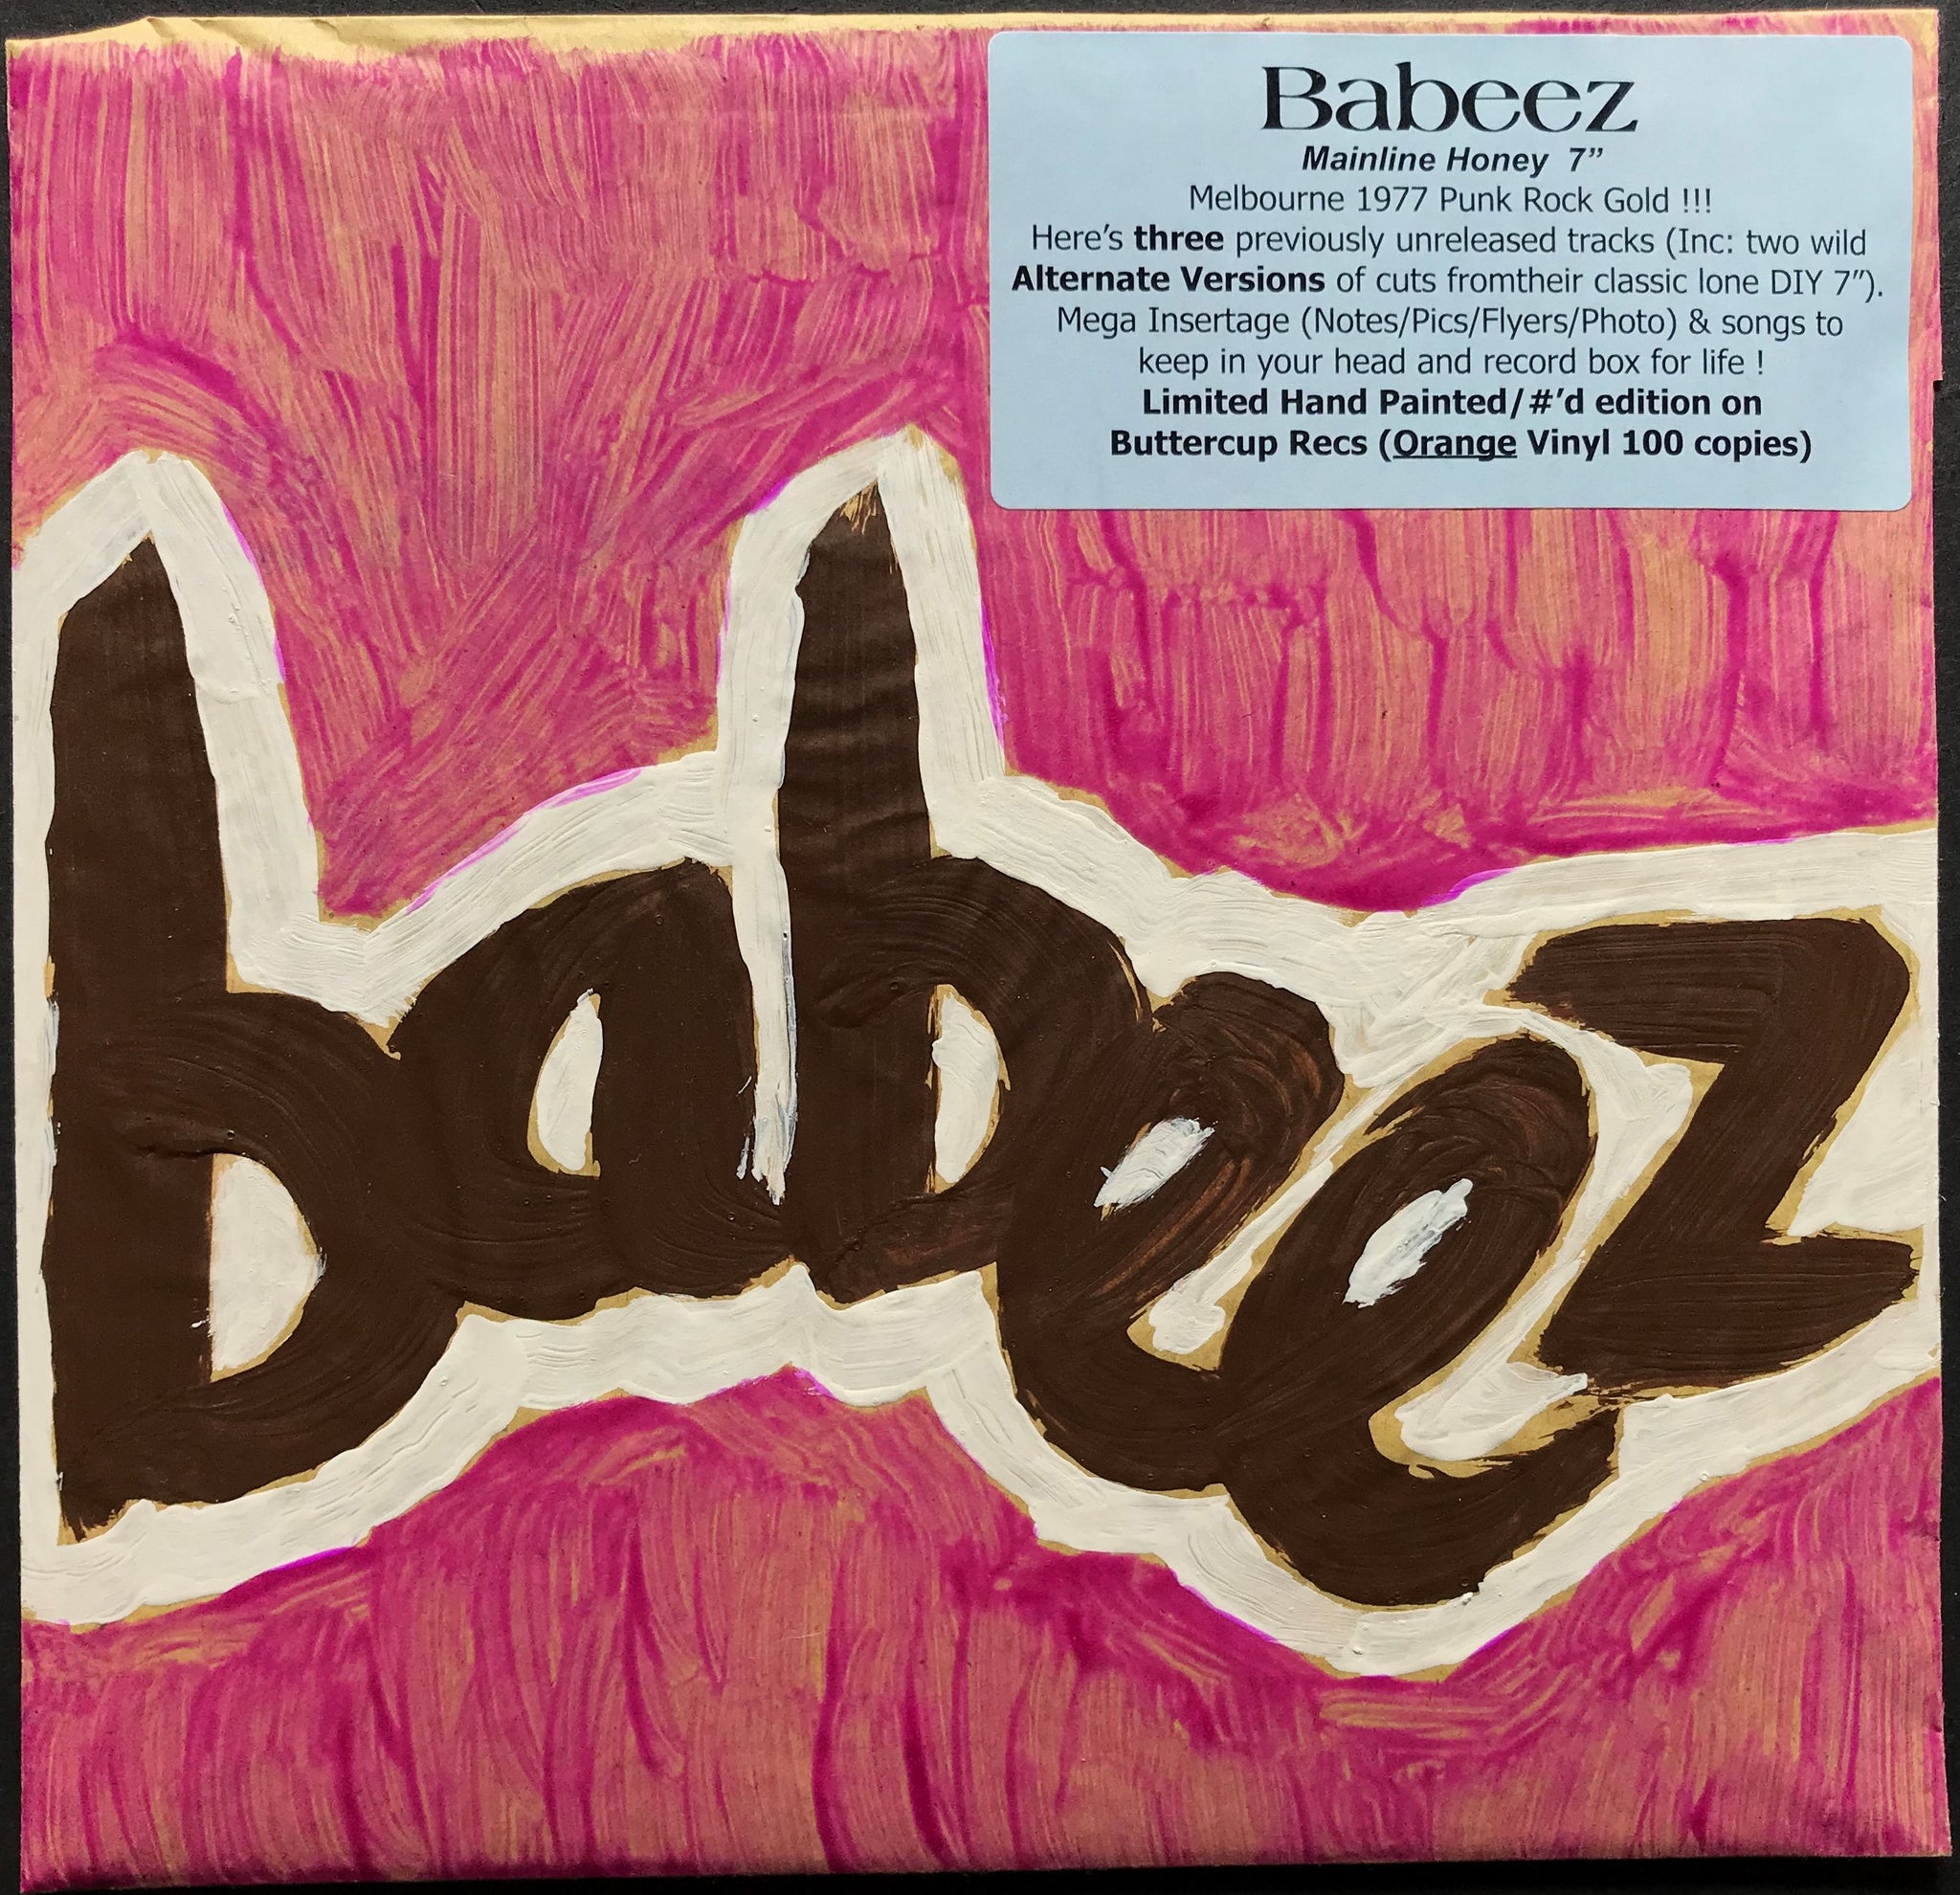 Babeez
Mainline Honey 7”
Melbourne 1977 Punk Rock Gold !!!
Here’s three previously unreleased tracks (Inc: two wild
Alternate Versions of cuts fromtheir classic lone DIY 7”).
Mega Insertage (Notes/Pics/Flyers/Photo) & songs to
keep in your head and record box for life !
Limited Hand Painted/#’d edition on
Buttercup Recs (Orange Vinyl 100 copies)
babeez